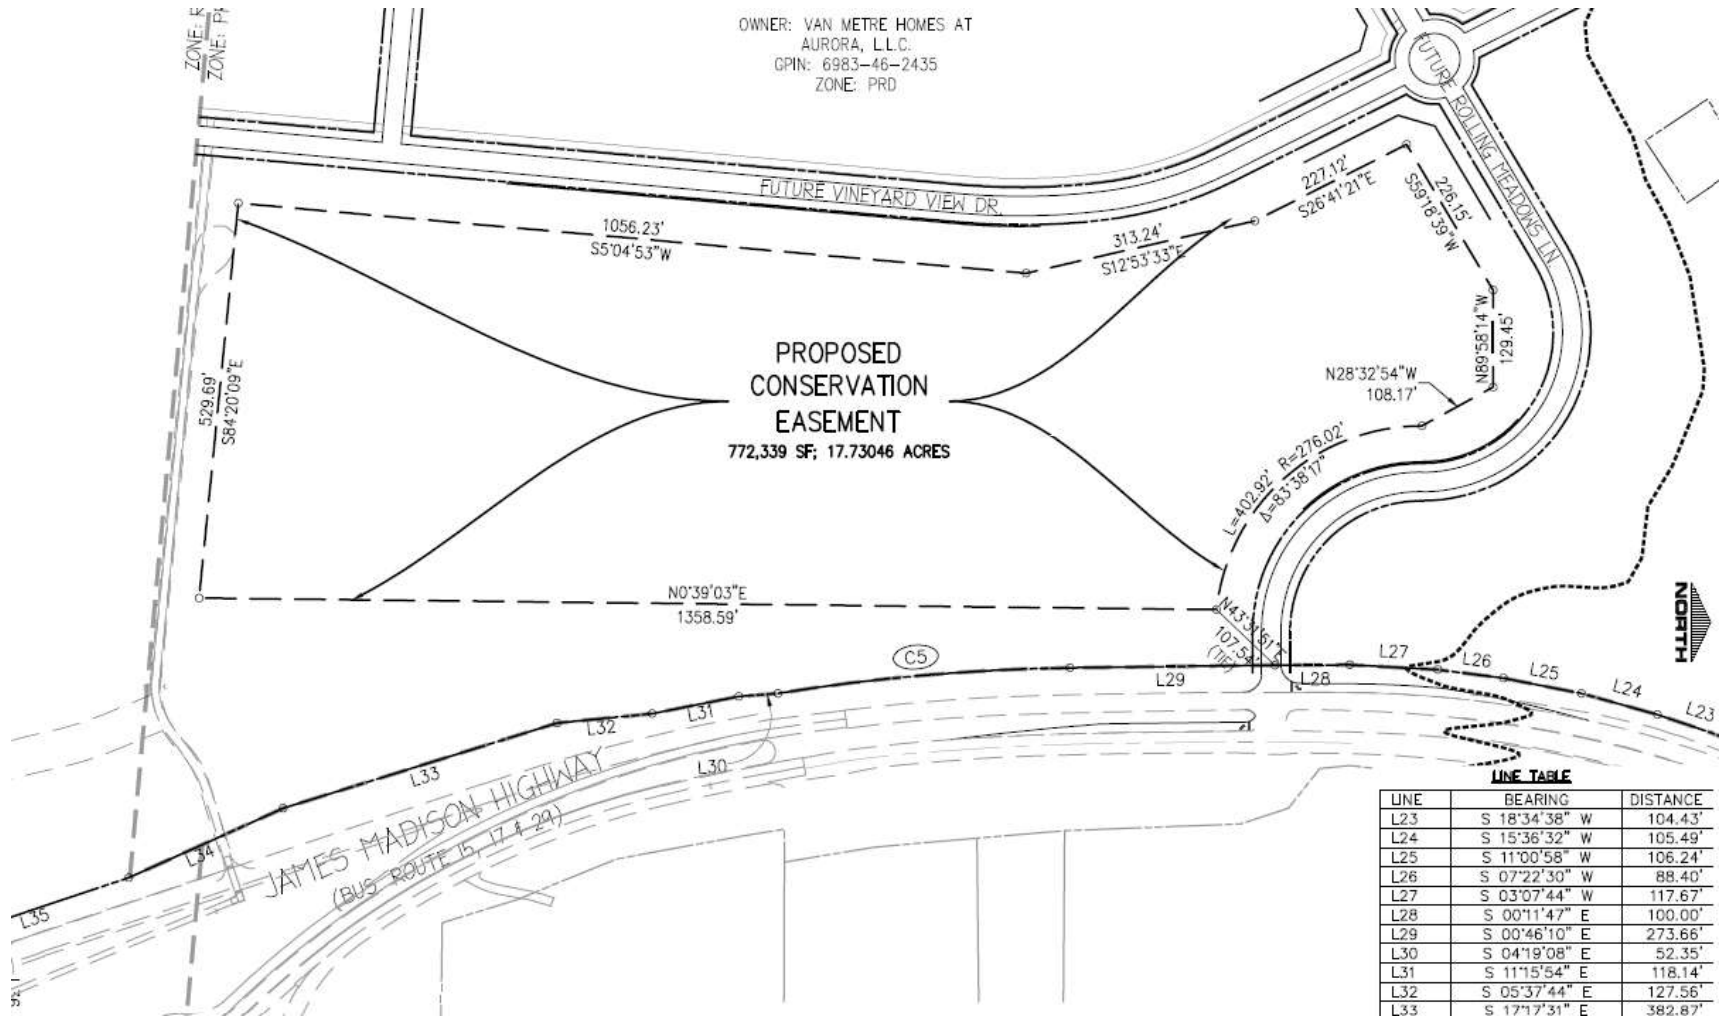 OWNER: VAN METRE HOMES AT
AURORA, L.L.C.
GPIN: 6983-46-2435
ZONE: PRD
ZONE:
ZONE:
FUTURE ROLLING MEADOWS LN.
FUTURE VINEYARD VIEW DR.
1056.23'
S5°04'53"W
313.24'
S12°53'33"E
227.12'
S26°41'21"E
226.15'
S59°18'39"W
N89°58'14"W
129.45'
N28°32'54"W
108.17'
L=402.92' R=276.02'
Δ=83°38'17"
529.69'
S84°20'09"E
PROPOSED
CONSERVATION
EASEMENT
772,339 SF; 17.73046 ACRES
N0°39'03"E
1358.59'
N43°31'51"E
107.54'
(TIE)
NORTH
C5
L27
L26
L25
L24
L23
L28
L29
L30
L31
L32
L33
L34
L35
JAMES MADISON HIGHWAY
(BUS ROUTE 15, 17 & 29)
LINE TABLE
LINE BEARING DISTANCE
L23 S 18°34'38" W 104.43'
L24 S 15°36'32" W 105.49'
L25 S 11°00'58" W 106.24'
L26 S 07°22'30" W 88.40'
L27 S 03°07'44" W 117.67'
L28 S 00°11'47" E 100.00'
L29 S 00°46'10" E 273.66'
L30 S 04°19'08" E 52.35'
L31 S 11°15'54" E 118.14'
L32 S 05°37'44" E 127.56'
L33 S 17°17'31" E 382.87'